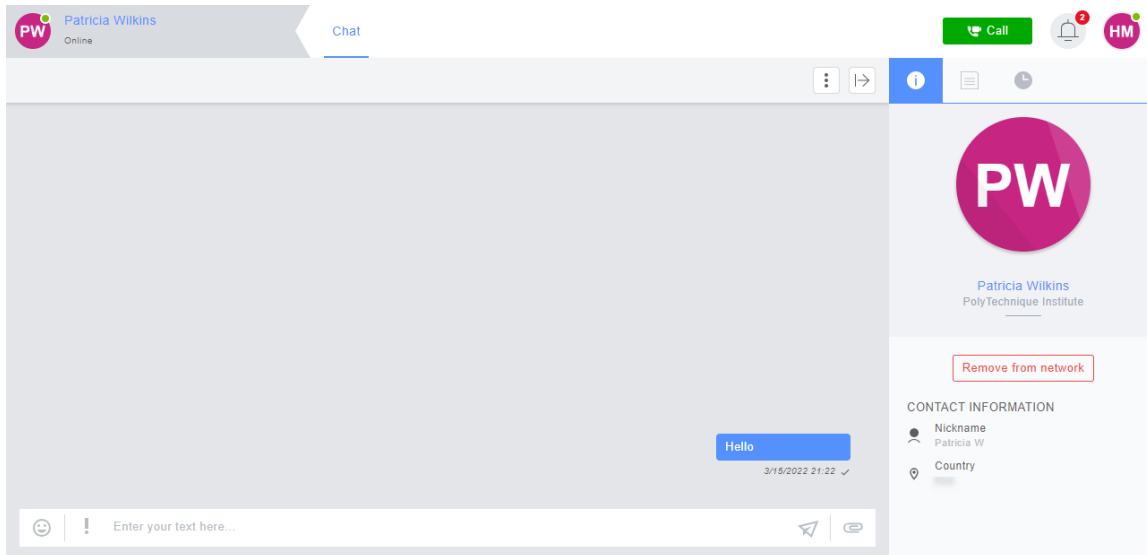 PW
Patricia Wilkins
Online
Chat
Call
2
HM
PW
Patricia Wilkins
PolyTechnique Institute
Remove from network
CONTACT INFORMATION
Nickname
Patricia W
Country
Hello
3/15/2022 21:22
Enter your text here...